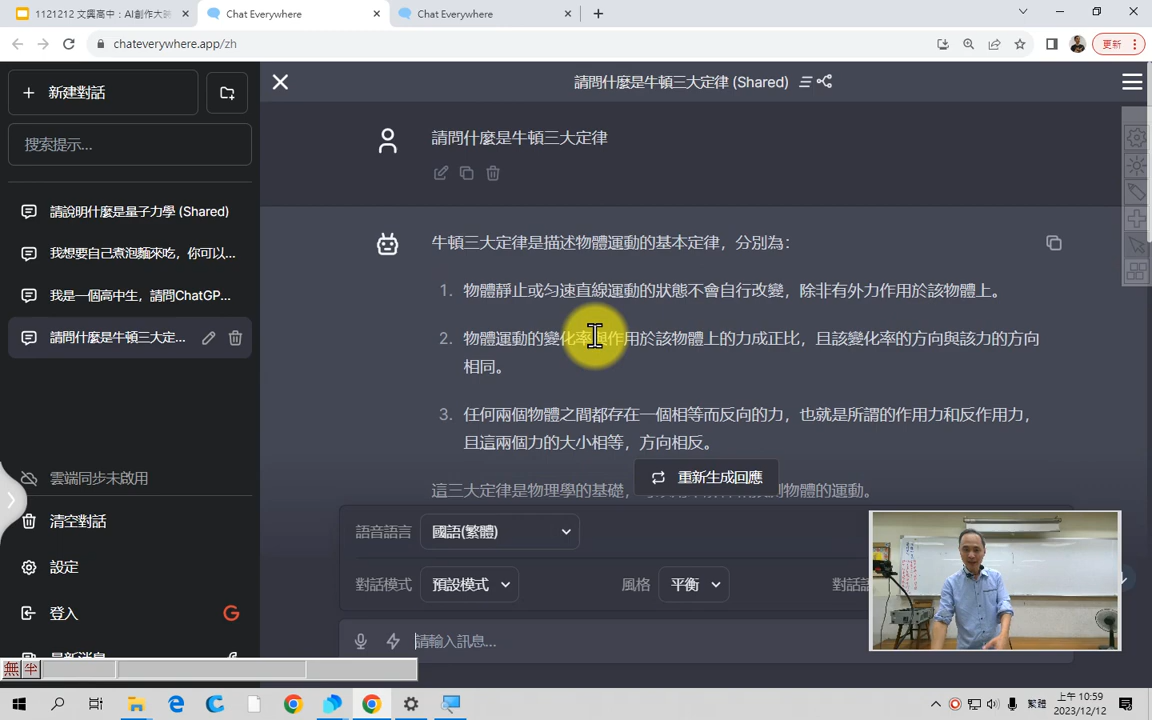 1121212 文興高中：AI創作大
Chat Everywhere
Chat Everywhere
chateverywhere.app/zh
更新
新建對話
搜索提示...
請說明什麼是量子力學 (Shared)
我想要自己煮泡麵來吃，你可以...
我是一個高中生，請問ChatGP...
請問什麼是牛頓三大定...
雲端同步未啟用
清空對話
設定
登入
請問什麼是牛頓三大定律 (Shared)
請問什麼是牛頓三大定律
牛頓三大定律是描述物體運動的基本定律，分別為：
1. 物體靜止或勻速直線運動的狀態不會自行改變，除非有外力作用於該物體上。
2. 物體運動的變化率與作用於該物體上的力成正比，且該變化率的方向與該力的方向
相同。
3. 任何兩個物體之間都存在一個相等而反向的力，也就是所謂的作用力和反作用力，
且這兩個力的大小相等，方向相反。
重新生成回應
這三大定律是物理學的基礎，
物體的運動。
語音語言 國語(繁體)
對話模式 預設模式 風格 平衡
請輸入訊息...
無 半
繁體
上午 10:59
2023/12/12